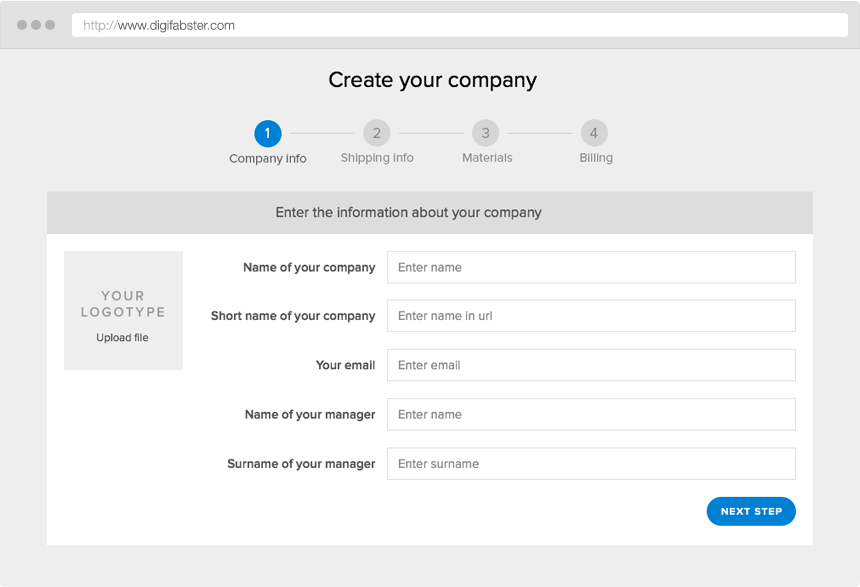 http://www.digifabster.com
Create your company
1
2
3
4
Company info
Shipping info
Materials
Billing
Enter the information about your company
YOUR
LOGOTYPE
Upload file
Name of your company
Enter name
Short name of your company
Enter name in url
Your email
Enter email
Name of your manager
Enter name
Surname of your manager
Enter surname
NEXT STEP